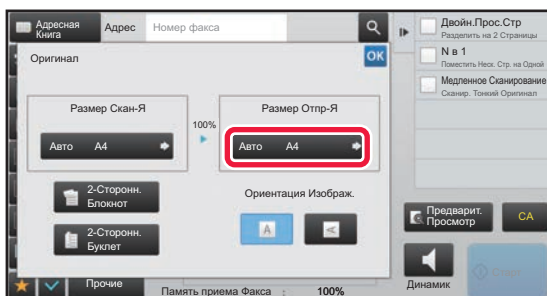 Адресная
Книга
Адрес
Номер факса
Двойн.Прос.Стр
Разделить на 2 Страницы
N в 1
Поместить Неск. Стр. на Одной
Медленное Сканирование
Сканир. Тонкий Оригинал
Оригинал
OK
Размер Скан-Я
100%
Размер Отпр-Я
Авто A4
Авто A4
2-Сторонн.
Блокнот
Ориентация Изображ.
2-Сторонн.
Буклет
Предварит.
Просмотр
CA
Прочие
Память приема Факса : 100%
Динамик
Старт